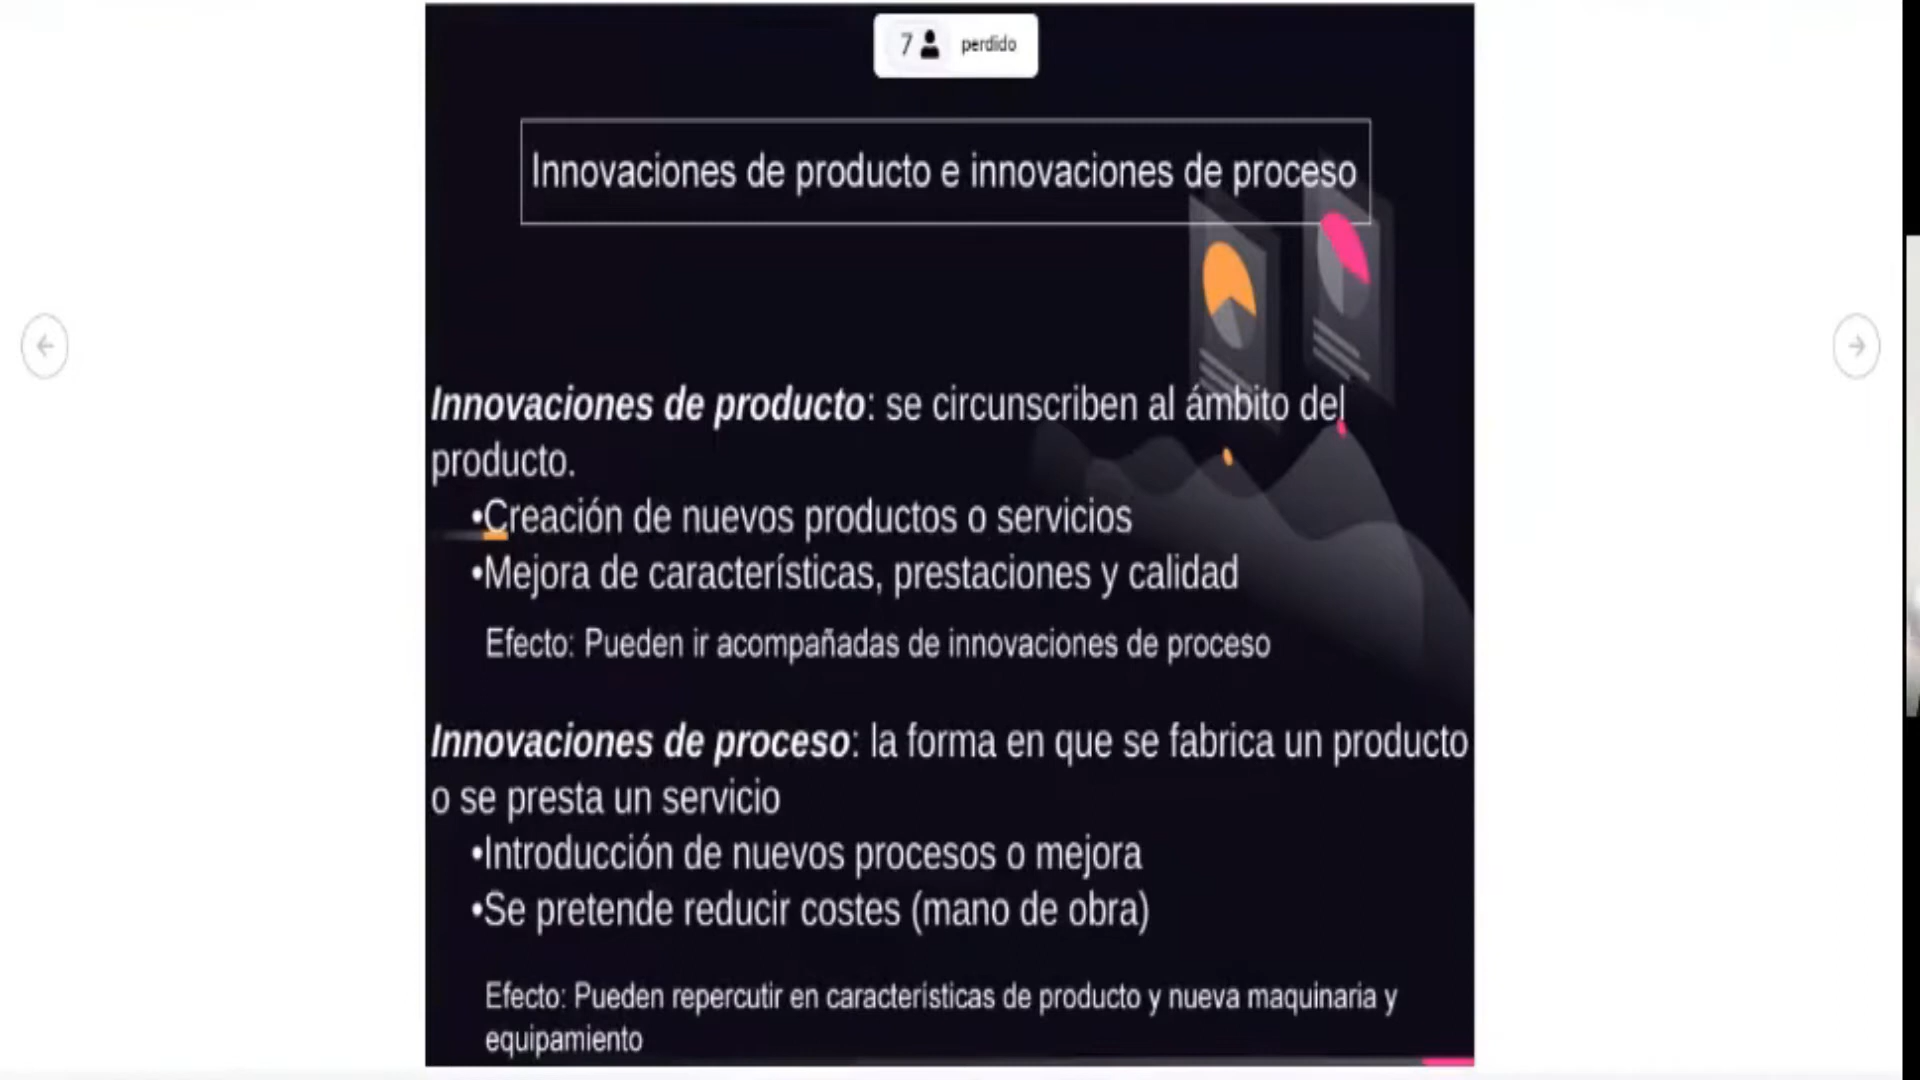 7 perdido
Innovaciones de producto e innovaciones de proceso
Innovaciones de producto: se circunscriben al ámbito del
producto.
•Creación de nuevos productos o servicios
•Mejora de características, prestaciones y calidad
Efecto: Pueden ir acompañadas de innovaciones de proceso
Innovaciones de proceso: la forma en que se fabrica un producto
o se presta un servicio
•Introducción de nuevos procesos o mejora
•Se pretende reducir costes (mano de obra)
Efecto: Pueden repercutir en características de producto y nueva maquinaria y
equipamiento